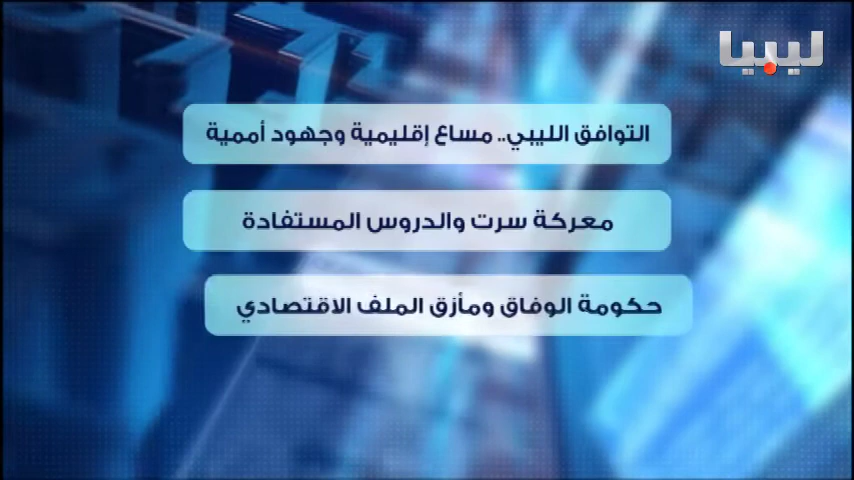 ليبيا
التوافق الليبي.. مساع إقليمية وجهود أممية
معركة سرت والدروس المستفادة
حكومة الوفاق ومأزق الملف الاقتصادي